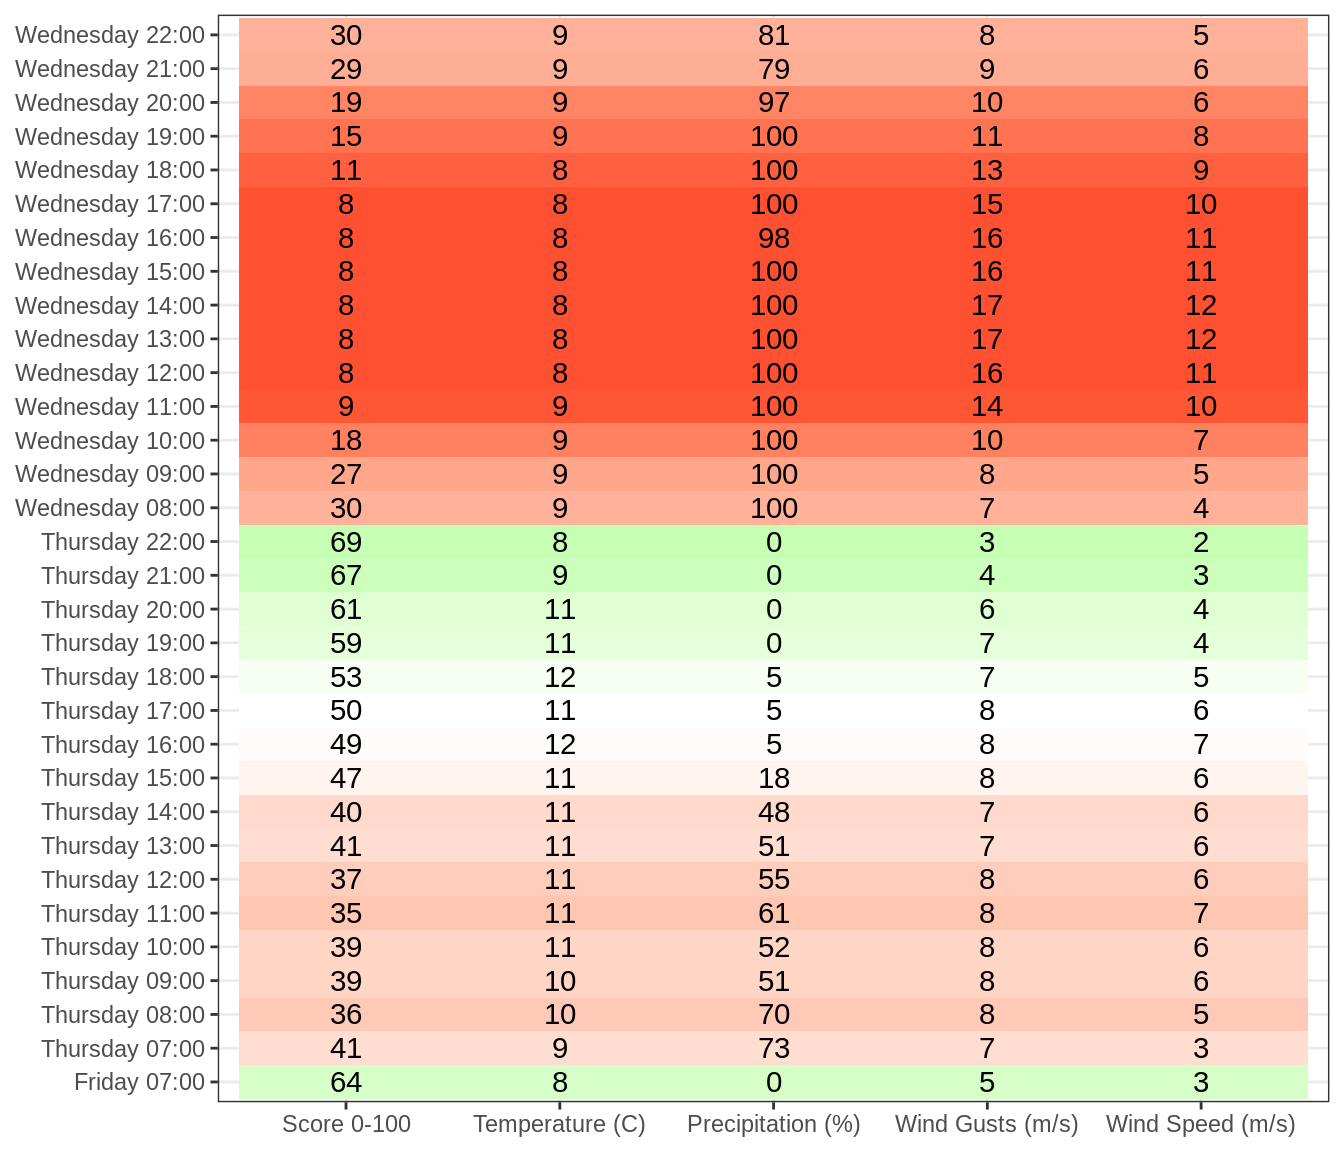 Wednesday 22:00 30 9 81 8 5
Wednesday 21:00 29 9 79 9 6
Wednesday 20:00 19 9 97 10 6
Wednesday 19:00 15 9 100 11 8
Wednesday 18:00 11 8 100 13 9
Wednesday 17:00 8 8 100 15 10
Wednesday 16:00 8 8 98 16 11
Wednesday 15:00 8 8 100 16 11
Wednesday 14:00 8 8 100 17 12
Wednesday 13:00 8 8 100 17 12
Wednesday 12:00 8 8 100 16 11
Wednesday 11:00 9 9 100 14 10
Wednesday 10:00 18 9 100 10 7
Wednesday 09:00 27 9 100 8 5
Wednesday 08:00 30 9 100 7 4
Thursday 22:00 69 8 0 3 2
Thursday 21:00 67 9 0 4 3
Thursday 20:00 61 11 0 6 4
Thursday 19:00 59 11 0 7 4
Thursday 18:00 53 12 5 7 5
Thursday 17:00 50 11 5 8 6
Thursday 16:00 49 12 5 8 7
Thursday 15:00 47 11 18 8 6
Thursday 14:00 40 11 48 7 6
Thursday 13:00 41 11 51 7 6
Thursday 12:00 37 11 55 8 6
Thursday 11:00 35 11 61 8 7
Thursday 10:00 39 11 52 8 6
Thursday 09:00 39 10 51 8 6
Thursday 08:00 36 10 70 8 5
Thursday 07:00 41 9 73 7 3
Friday 07:00 64 8 0 5 3
Score 0-100 Temperature (C) Precipitation (%) Wind Gusts (m/s) Wind Speed (m/s)